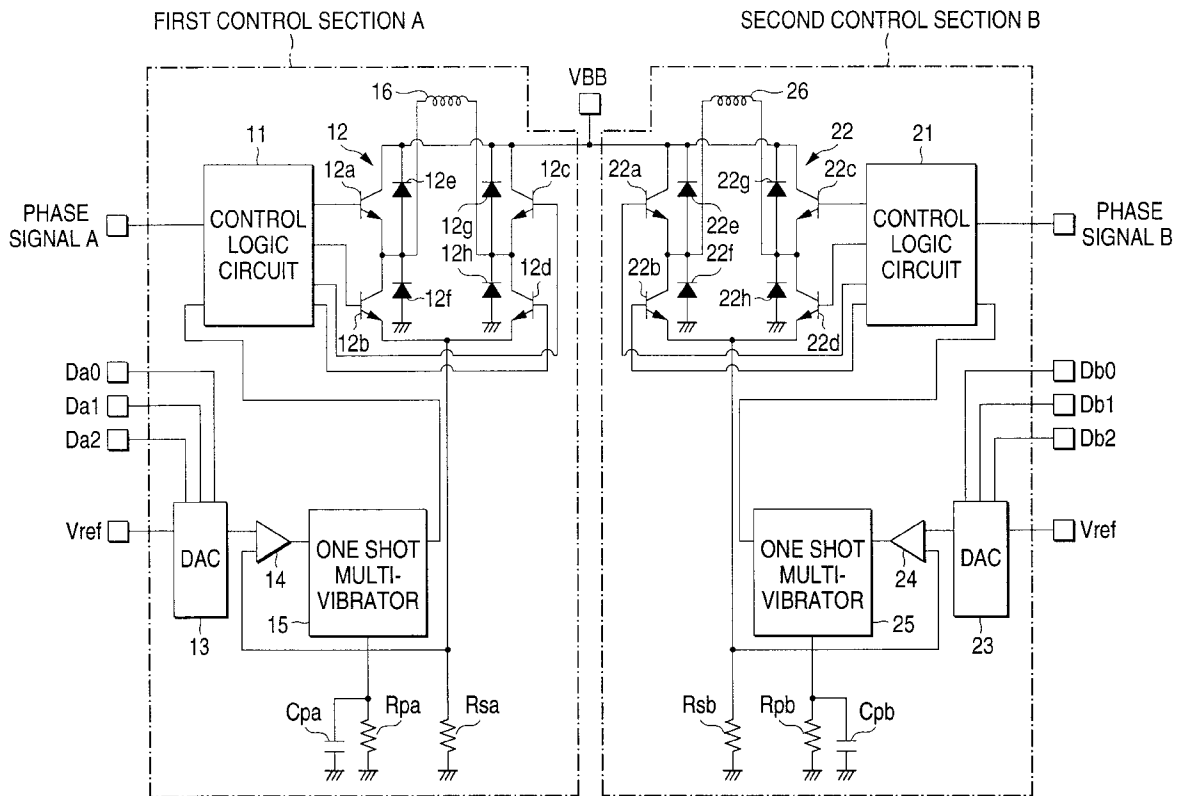 FIRST CONTROL SECTION A
SECOND CONTROL SECTION B
VBB
16
26
11
12
22
21
12a
12e
12c
22a
22g
22c
PHASE
SIGNAL A
CONTROL
LOGIC
CIRCUIT
12g
22e
CONTROL
LOGIC
CIRCUIT
PHASE
SIGNAL B
12h
12d
22b
22f
12f
22h
12b
22d
Da0
Da1
Da2
Db0
Db1
Db2
Vref
DAC
13
14
ONE SHOT
MULTI-
VIBRATOR
15
ONE SHOT
MULTI-
VIBRATOR
25
24
DAC
23
Vref
Cpa
Rpa
Rsa
Rsb
Rpb
Cpb